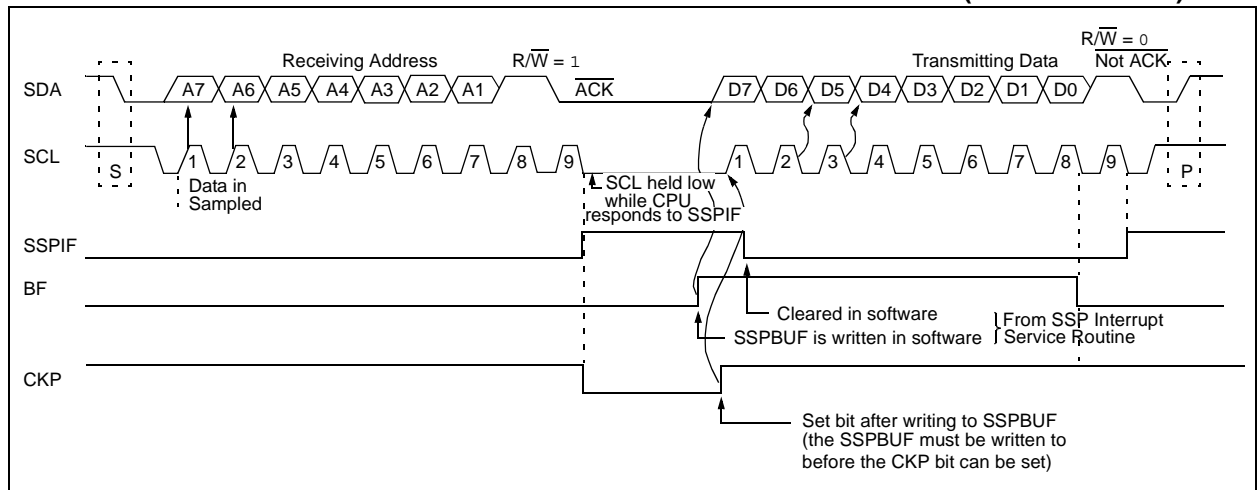 Receiving Address
R/W = 1
Transmitting Data
R/W = 0
Not ACK
SDA
A7 A6 A5 A4 A3 A2 A1
ACK
D7 D6 D5 D4 D3 D2 D1 D0
SCL
S
1 2 3 4 5 6 7 8 9
1 2 3 4 5 6 7 8 9
P
Data in
Sampled
SCL held low
while CPU
responds to SSPIF
SSPIF
BF
Cleared in software
SSPBUF is written in software
From SSP Interrupt
Service Routine
CKP
Set bit after writing to SSPBUF
(the SSPBUF must be written to
before the CKP bit can be set)